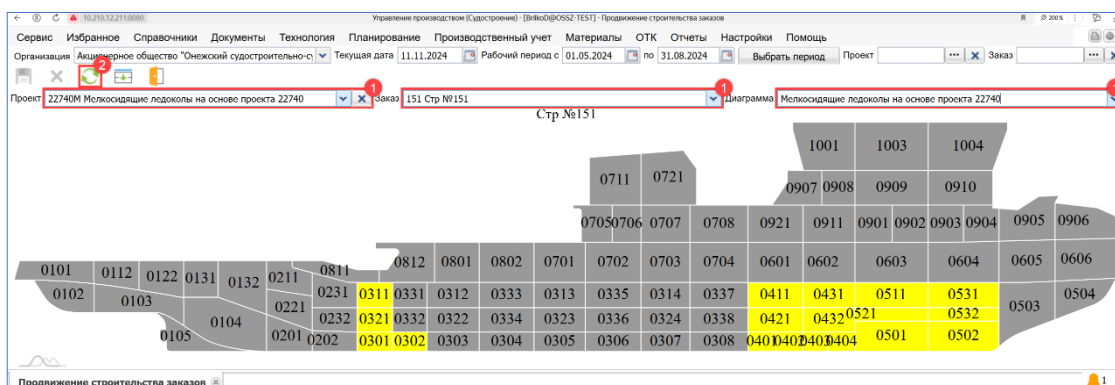 10.210.12.211:8080 Управление производством (Судостроение) - [BrilkoD@OSSZ-TEST] - Продвижение строительства заказов 200 %
Сервис Избранное Справочники Документы Технология Планирование Производственный учет Материалы ОТК Отчеты Настройки Помощь
Организация Акционерное общество "Онежский судостроительно-с Текущая дата 11.11.2024 Рабочий период с 01.05.2024 по 31.08.2024 Выбрать период Проект ... X Заказ ...
2
1 1 1
Проект 22740М Мелкосидящие ледоколы на основе проекта 22740 X Заказ 151 Стр №151 Диаграмма Мелкосидящие ледоколы на основе проекта 22740
Стр №151
1001 1003 1004
0711 0721
0907 0908 0909 0910
0705 0706 0707 0708 0921 0911 0901 0902 0903 0904 0905 0906
0101 0112 0122 0131 0132 0211 0811 0812 0801 0802 0701 0702 0703 0704 0601 0602 0603 0604 0605 0606
0102 0103 0221 0231 0311 0331 0312 0333 0313 0335 0314 0337 0411 0431 0511 0531 0503 0504
0105 0104 0201 0232 0321 0332 0322 0334 0323 0336 0324 0338 0421 0432 0521 0532
0202 0301 0302 0303 0304 0305 0306 0307 0308 0401 0402 0403 0404 0501 0502
Продвижение строительства заказов 1